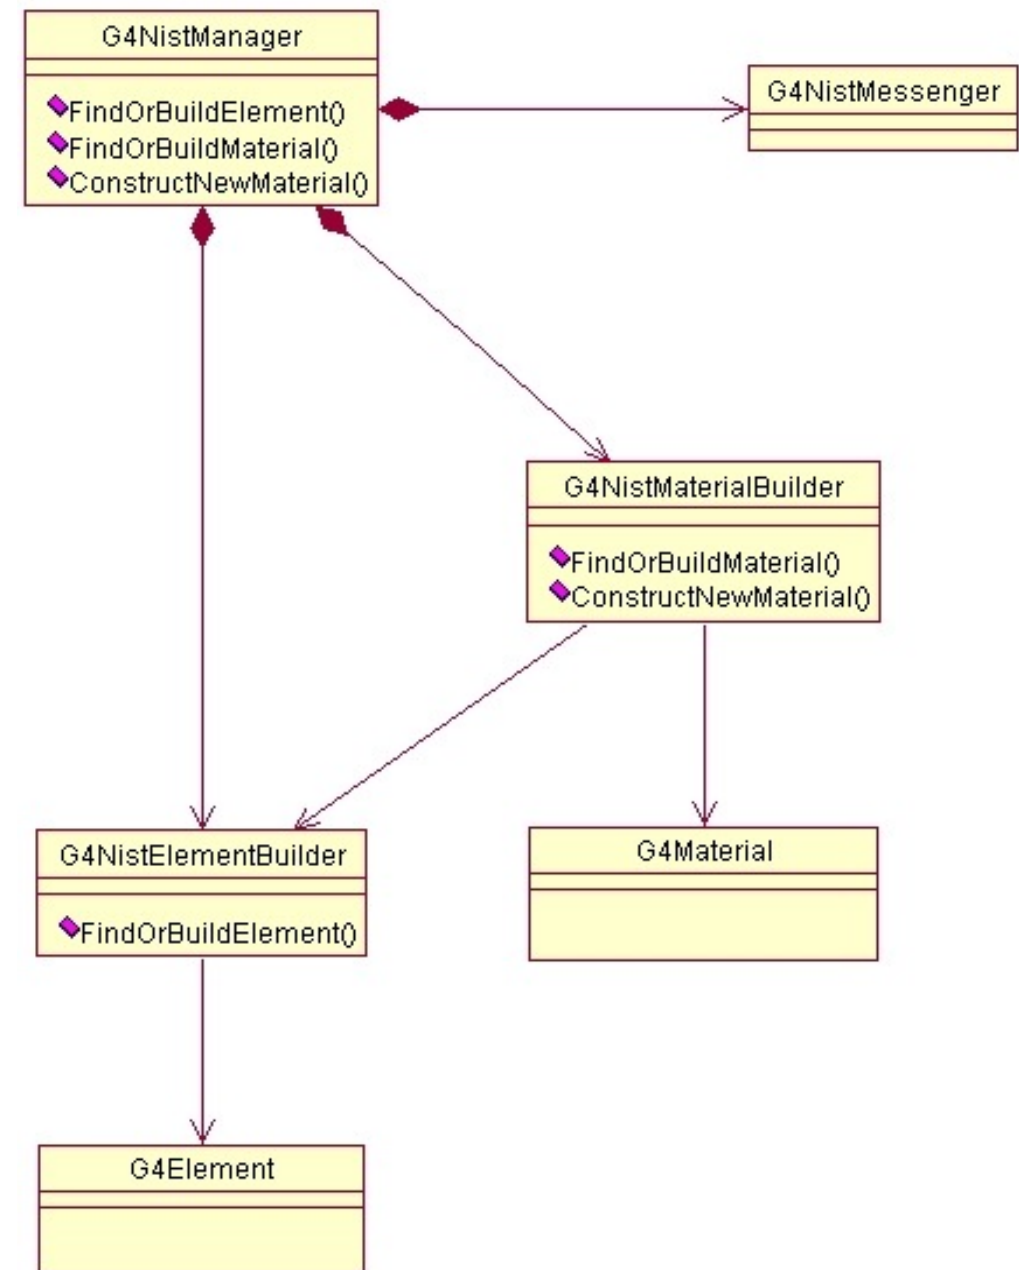 G4NistManager
FindOrBuildElement()
FindOrBuildMaterial()
ConstructNewMaterial()
G4NistMessenger
G4NistMaterialBuilder
FindOrBuildMaterial()
ConstructNewMaterial()
G4NistElementBuilder
FindOrBuildElement()
G4Material
G4Element